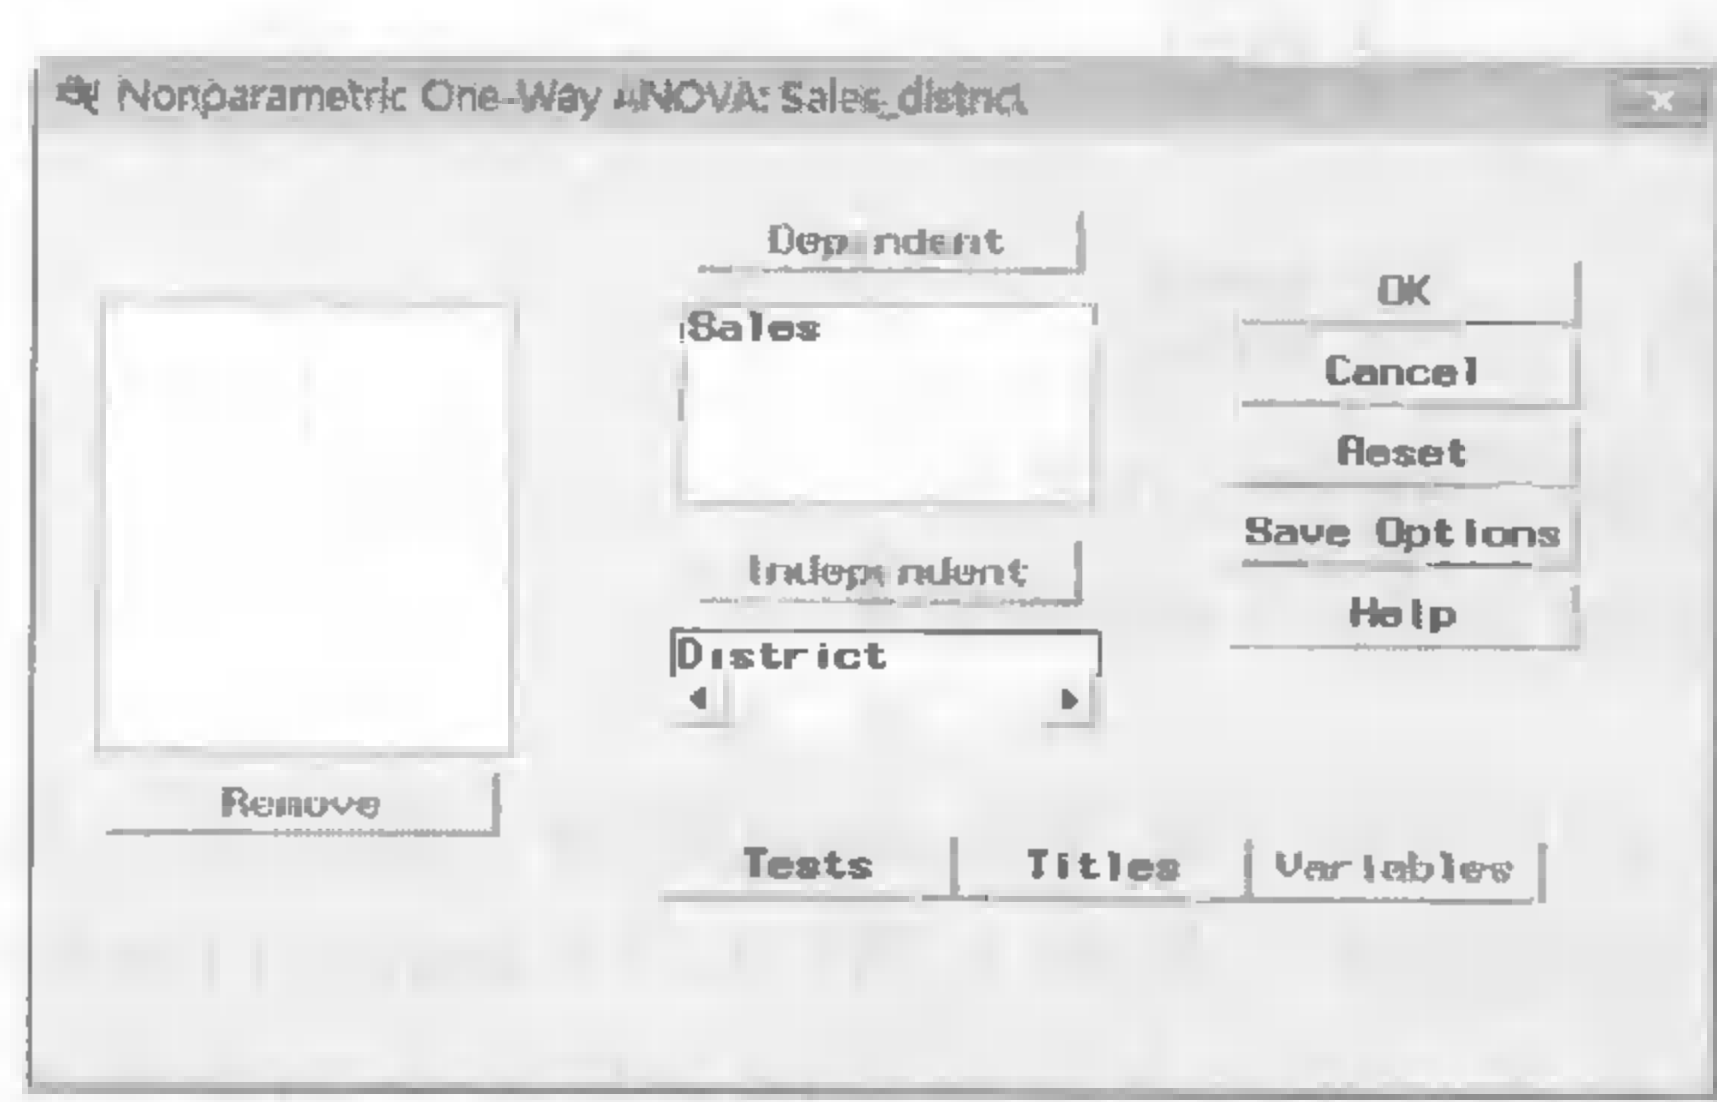 Nonparametric One-Way ANOVA: Sales_district
Dependent
Sales
Independent
District
Remove
OK
Cancel
Reset
Save Options
Help
Tests
Titles
Variables